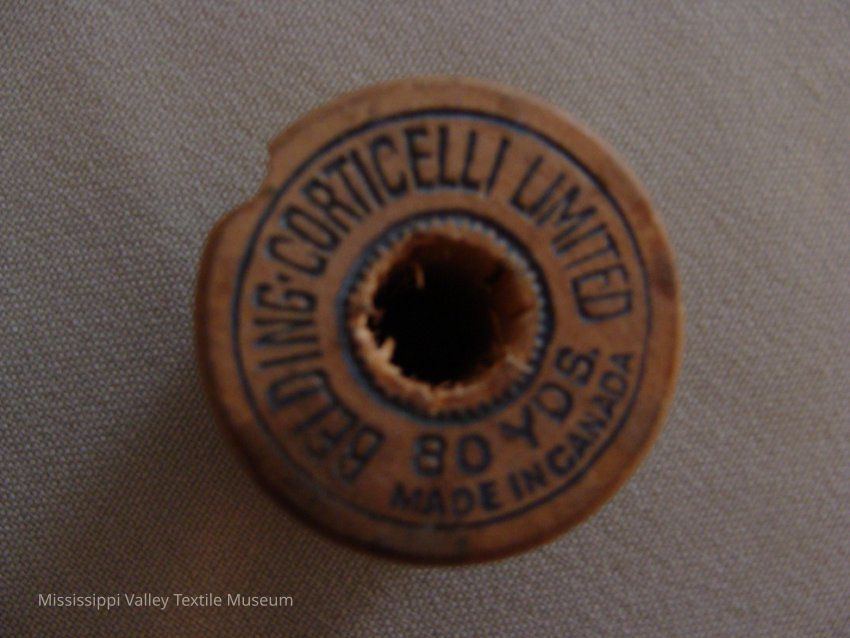 BELDING·CORTICELLI LIMITED
80 YDS.
MADE IN CANADA
Mississippi Valley Textile Museum